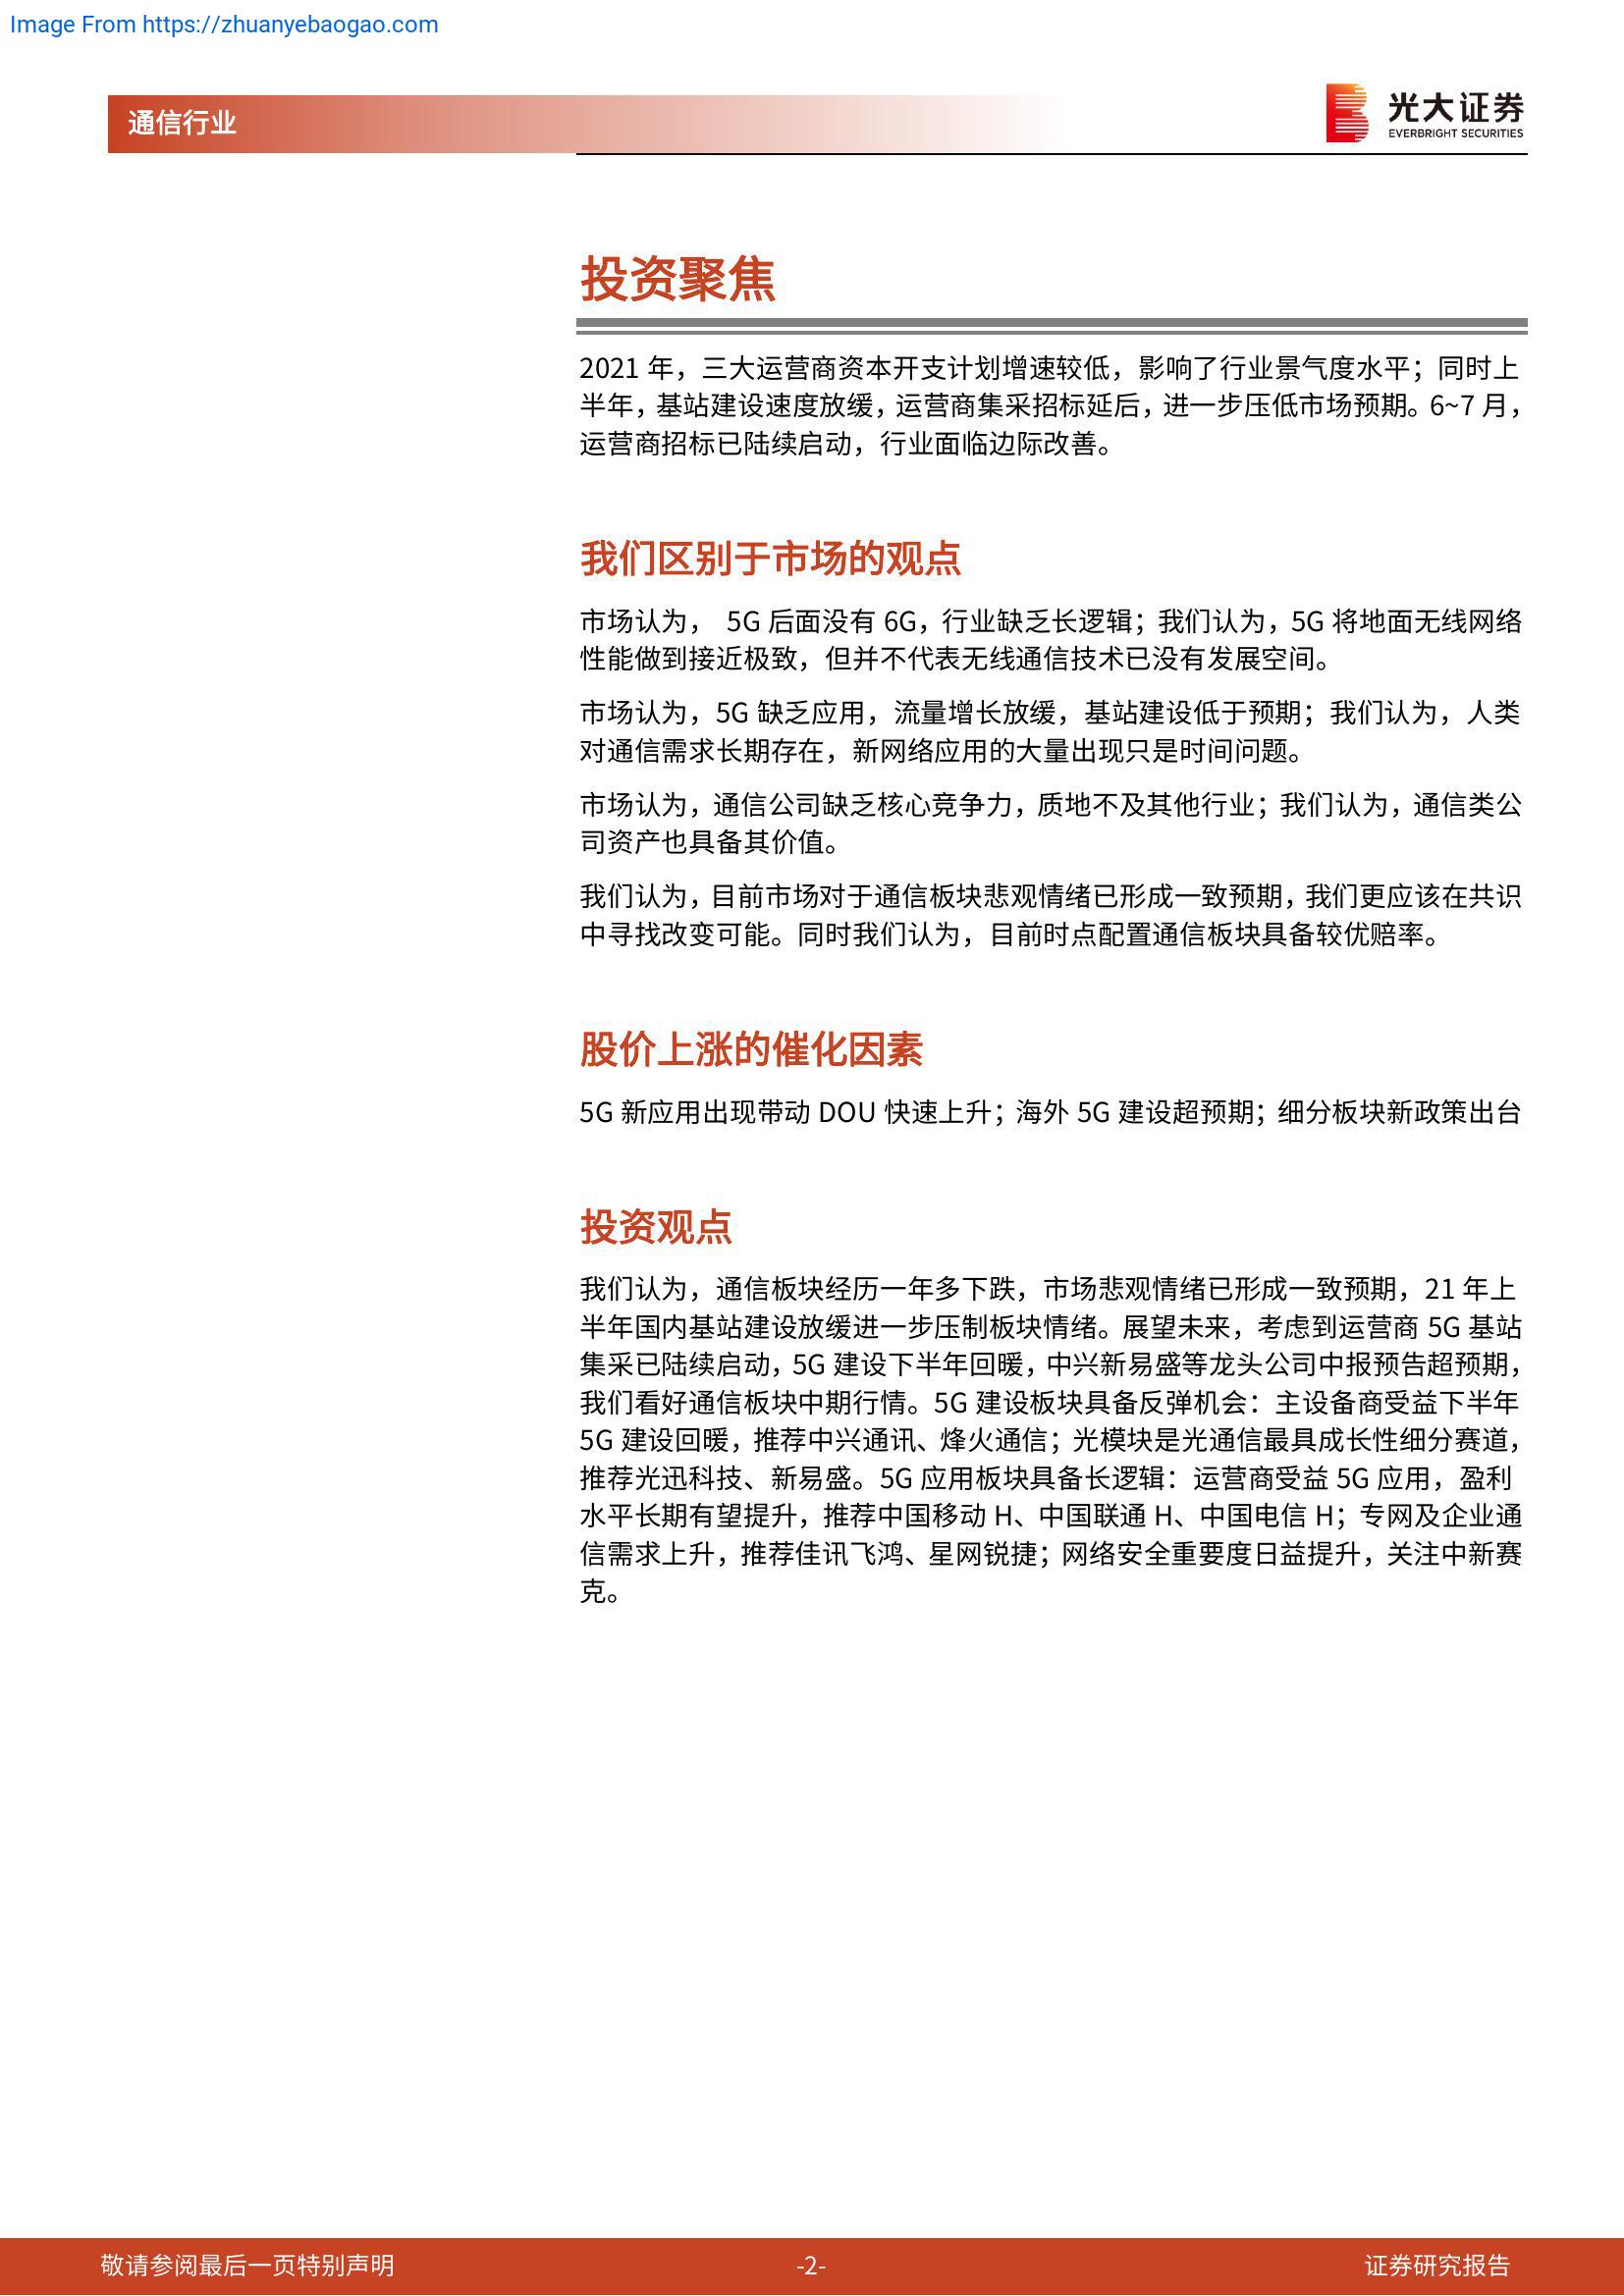 Image From https://zhuanyebaogao.com
通信行业
光大证券
EVERBRIGHT SECURITIES
投资聚焦
2021 年，三大运营商资本开支计划增速较低，影响了行业景气度水平；同时上
半年，基站建设速度放缓，运营商集采招标延后，进一步压低市场预期。6~7 月，
运营商招标已陆续启动，行业面临边际改善。
我们区别于市场的观点
市场认为， 5G 后面没有 6G，行业缺乏长逻辑；我们认为，5G 将地面无线网络
性能做到接近极致，但并不代表无线通信技术已没有发展空间。
市场认为，5G 缺乏应用，流量增长放缓，基站建设低于预期；我们认为，人类
对通信需求长期存在，新网络应用的大量出现只是时间问题。
市场认为，通信公司缺乏核心竞争力，质地不及其他行业；我们认为，通信类公
司资产也具备其价值。
我们认为，目前市场对于通信板块悲观情绪已形成一致预期，我们更应该在共识
中寻找改变可能。同时我们认为，目前时点配置通信板块具备较优赔率。
股价上涨的催化因素
5G 新应用出现带动 DOU 快速上升；海外 5G 建设超预期；细分板块新政策出台
投资观点
我们认为，通信板块经历一年多下跌，市场悲观情绪已形成一致预期，21 年上
半年国内基站建设放缓进一步压制板块情绪。展望未来，考虑到运营商 5G 基站
集采已陆续启动，5G 建设下半年回暖，中兴新易盛等龙头公司中报预告超预期，
我们看好通信板块中期行情。5G 建设板块具备反弹机会：主设备商受益下半年
5G 建设回暖，推荐中兴通讯、烽火通信；光模块是光通信最具成长性细分赛道，
推荐光迅科技、新易盛。5G 应用板块具备长逻辑：运营商受益 5G 应用，盈利
水平长期有望提升，推荐中国移动 H、中国联通 H、中国电信 H；专网及企业通
信需求上升，推荐佳讯飞鸿、星网锐捷；网络安全重要度日益提升，关注中新赛
克。
敬请参阅最后一页特别声明
-2-
证券研究报告